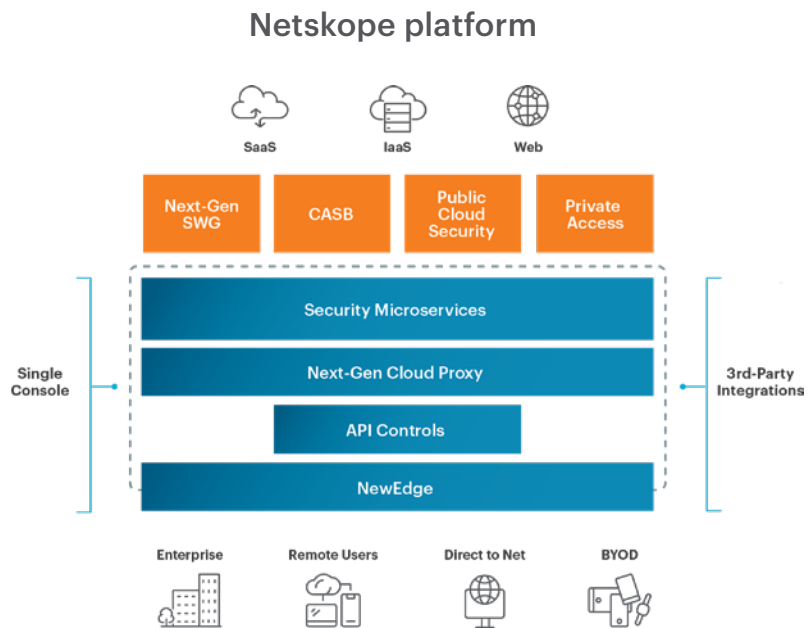 Netskope platform
SaaS
IaaS
Web
Next-Gen
SWG
CASB
Public
Cloud
Security
Private
Access
Security Microservices
Next-Gen Cloud Proxy
API Controls
NewEdge
Single
Console
3rd-Party
Integrations
Enterprise
Remote Users
Direct to Net
BYOD